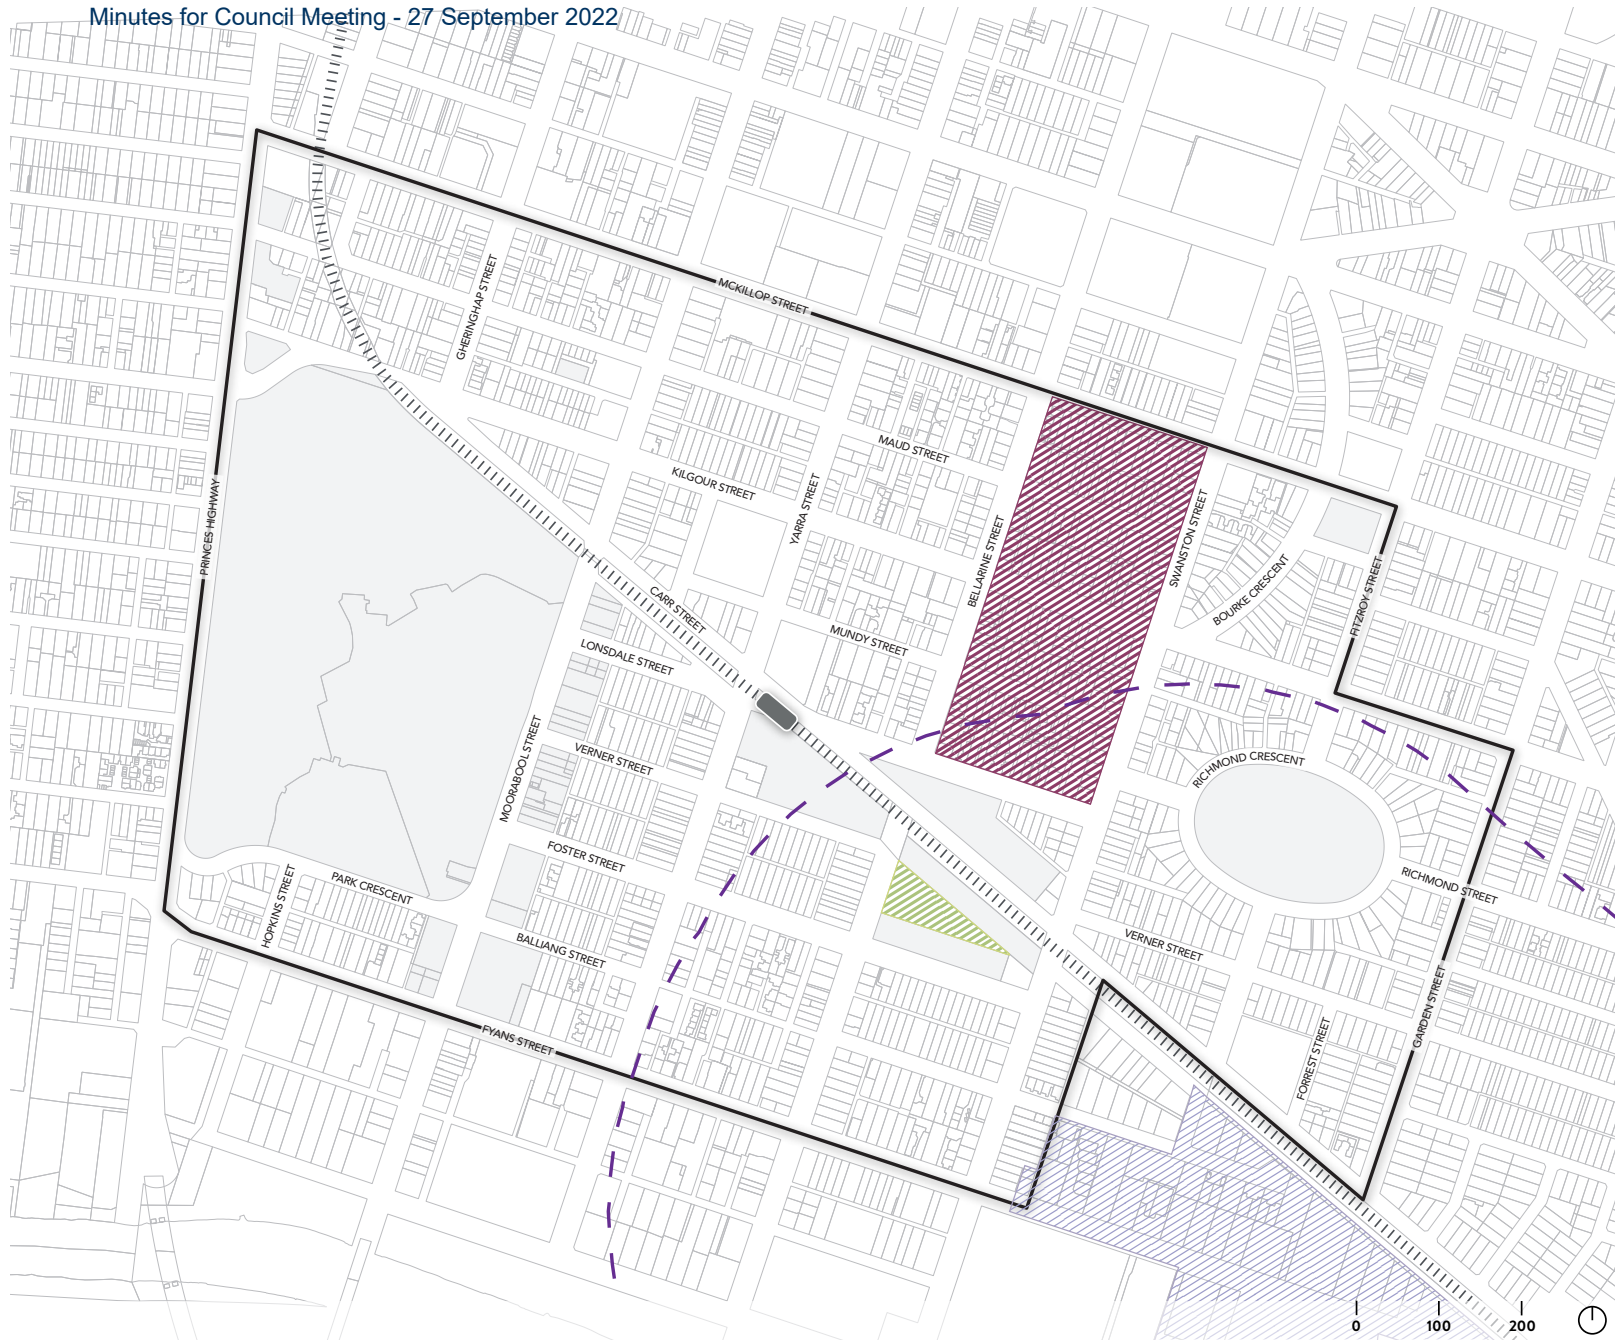 Minutes for Council Meeting - 27 September 2022
GHERINGHAP STREET
MCKILLOP STREET
MAUD STREET
KILGOUR STREET
YARRA STREET
PRINCES HIGHWAY
BELLARINE STREET
SWANSTON STREET
BOURKE CRESCENT
FITZROY STREET
CARR STREET
MUNDY STREET
LONSDALE STREET
MOORABOOL STREET
VERNER STREET
RICHMOND CRESCENT
FOSTER STREET
PARK CRESCENT
HOPKINS STREET
RICHMOND STREET
BALLIANG STREET
VERNER STREET
GARDEN STREET
FYANS STREET
FORREST STREET
0 100 200